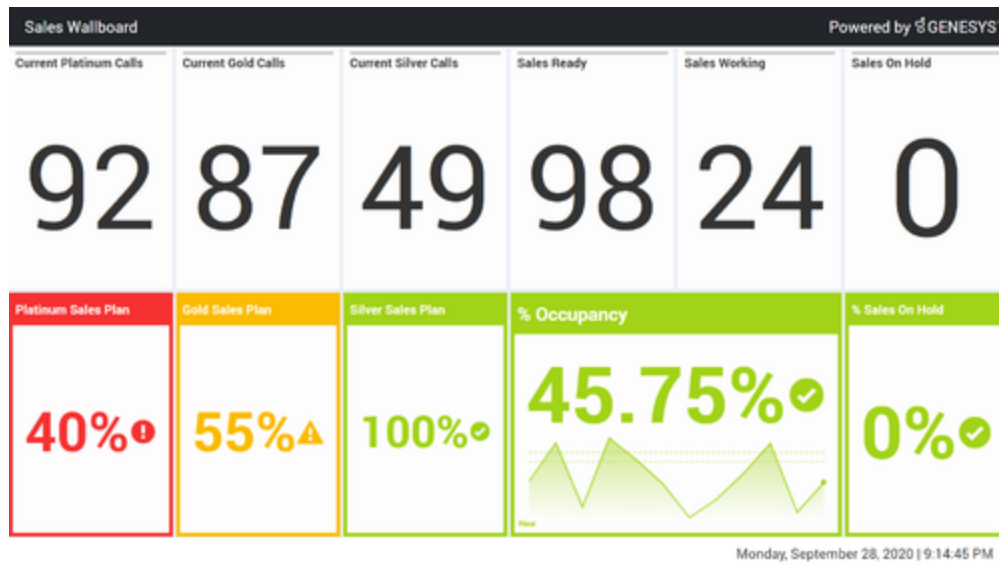 Sales Wallboard
Powered by GENESYS
Current Platinum Calls
Current Gold Calls
Current Silver Calls
Sales Ready
Sales Working
Sales On Hold
92
87
49
98
24
0
Platinum Sales Plan
Gold Sales Plan
Silver Sales Plan
% Occupancy
% Sales On Hold
40%
55%
100%
45.75%
0%
Hour
Monday, September 28, 2020 | 9:14:45 PM